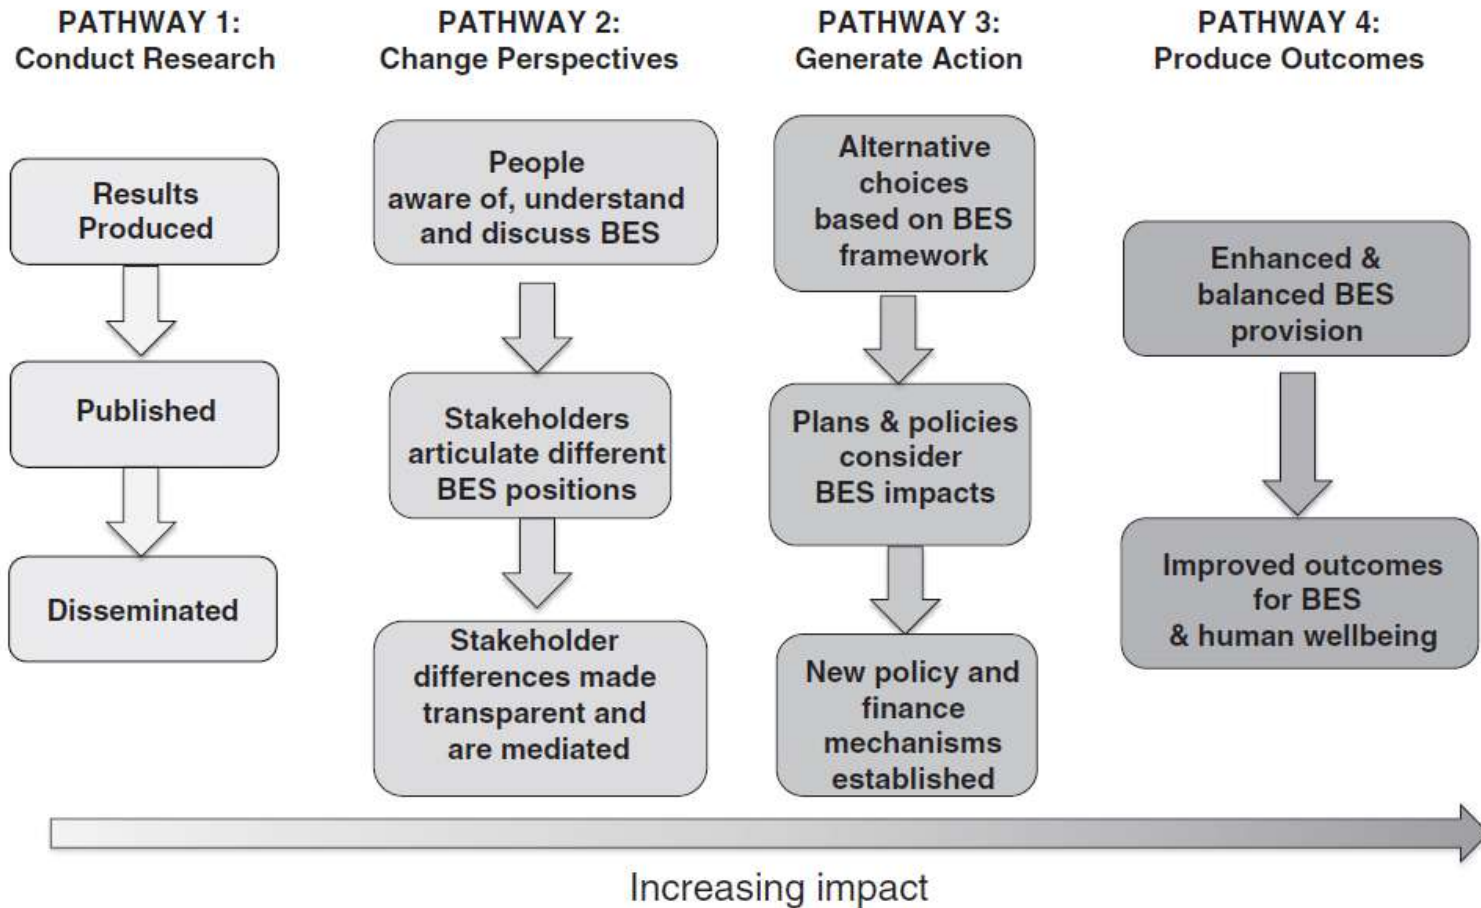 PATHWAY 1:
Conduct Research
Results
Produced
Published
Disseminated
PATHWAY 2:
Change Perspectives
People
aware of, understand
and discuss BES
Stakeholders
articulate different
BES positions
Stakeholder
differences made
transparent and
are mediated
PATHWAY 3:
Generate Action
Alternative
choices
based on BES
framework
Plans & policies
consider
BES impacts
New policy and
finance
mechanisms
established
PATHWAY 4:
Produce Outcomes
Enhanced &
balanced BES
provision
Improved outcomes
for BES
& human wellbeing
Increasing impact